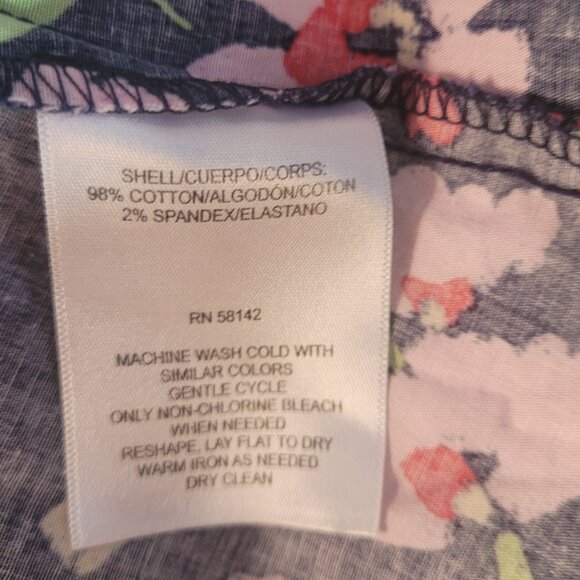 SHELL/CUERPO/CORPS:
98% COTTON/ALGODÓN/COTON
2% SPANDEX/ELASTANO
RN 58142
MACHINE WASH COLD WITH
SIMILAR COLORS
GENTLE CYCLE
ONLY NON-CHLORINE BLEACH
WHEN NEEDED
RESHAPE, LAY FLAT TO DRY
WARM IRON AS NEEDED
DRY CLEAN